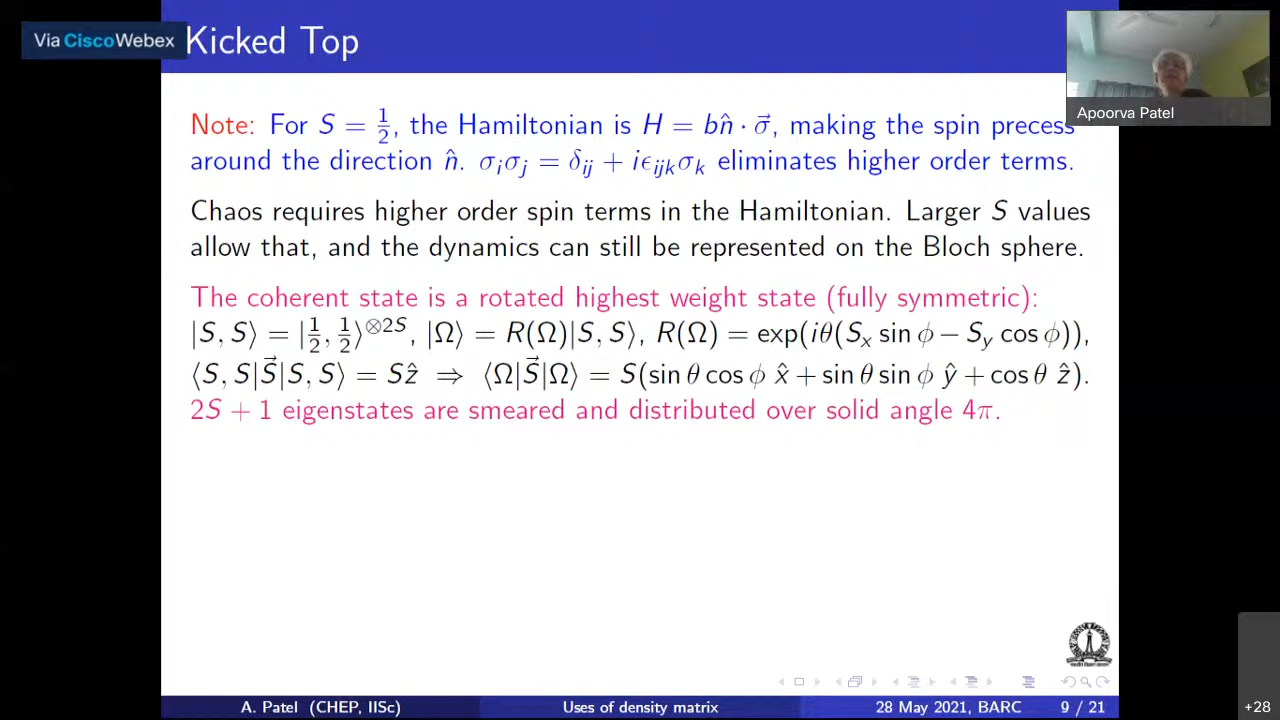 Via Cisco Webex
Kicked Top
Apoorva Patel
Note: For S = 1/2, the Hamiltonian is H = bn̂ · σ⃗, making the spin precess
around the direction n̂. σᵢσⱼ = δᵢⱼ + iϵᵢⱼₖσₖ eliminates higher order terms.
Chaos requires higher order spin terms in the Hamiltonian. Larger S values
allow that, and the dynamics can still be represented on the Bloch sphere.
The coherent state is a rotated highest weight state (fully symmetric):
|S, S⟩ = |1/2, 1/2⟩^⊗2S, |Ω⟩ = R(Ω)|S, S⟩, R(Ω) = exp(iθ(Sₓ sin ϕ − S_y cos ϕ)),
⟨S, S|S⃗|S, S⟩ = Sẑ ⇒ ⟨Ω|S⃗|Ω⟩ = S(sin θ cos ϕ x̂ + sin θ sin ϕ ŷ + cos θ ẑ).
2S + 1 eigenstates are smeared and distributed over solid angle 4π.
A. Patel (CHEP, IISc) Uses of density matrix 28 May 2021, BARC 9 / 21
+28